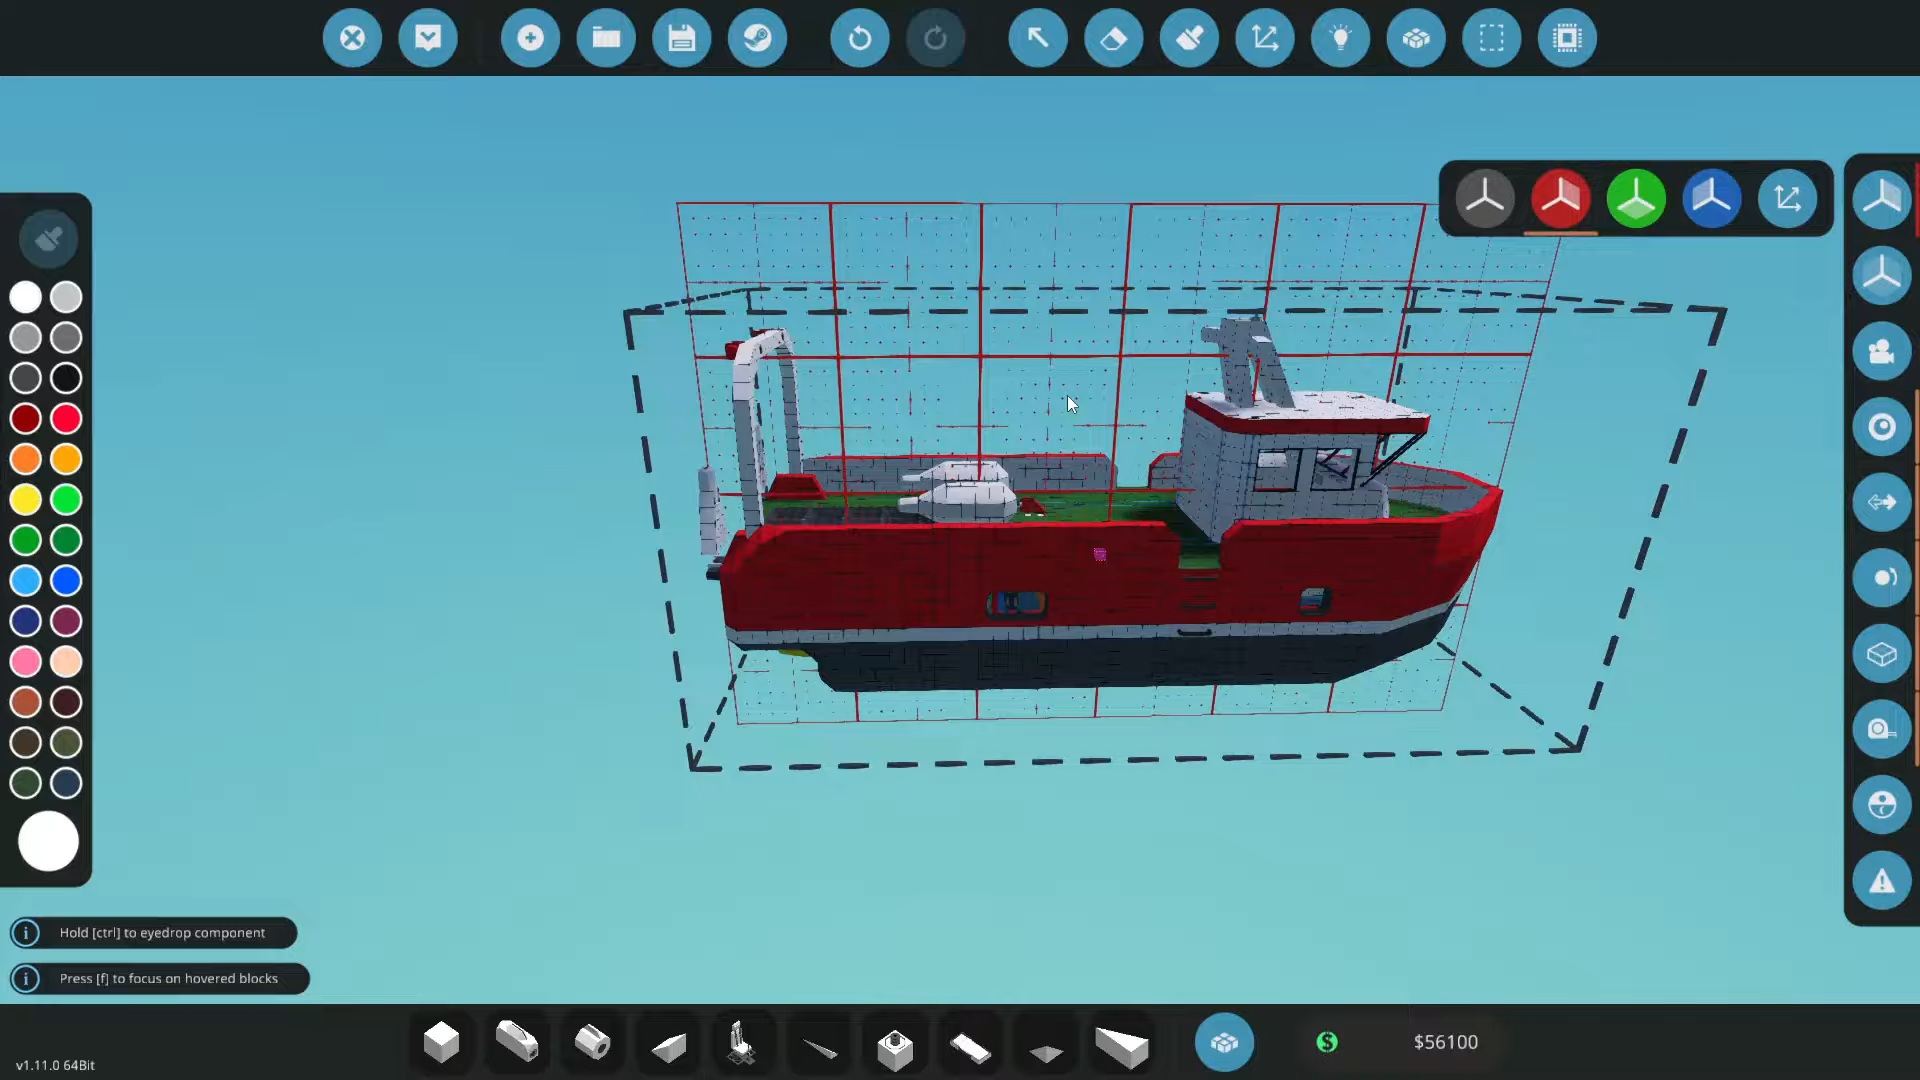 Hold [ctrl] to eyedrop component
Press [f] to focus on hovered blocks
$56100
v1.11.0 64Bit